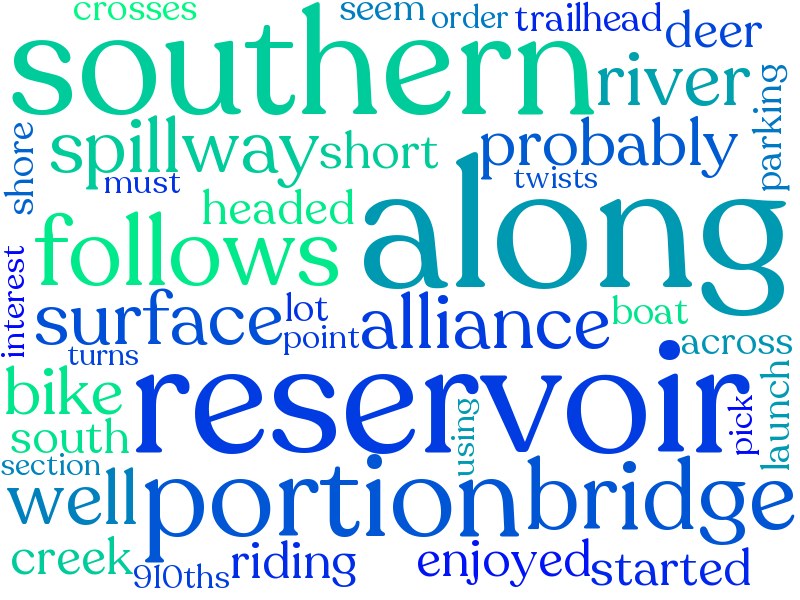 crosses
seem
order
trailhead
deer
southern
river
parking
shore
spillway
short
probably
must
twists
headed
along
follows
interest
surface
lot
point
alliance
boat
across
turns
bike
reservoir
launch
south
using
pick
section
well
portion
bridge
creek
910ths
riding
enjoyed
started